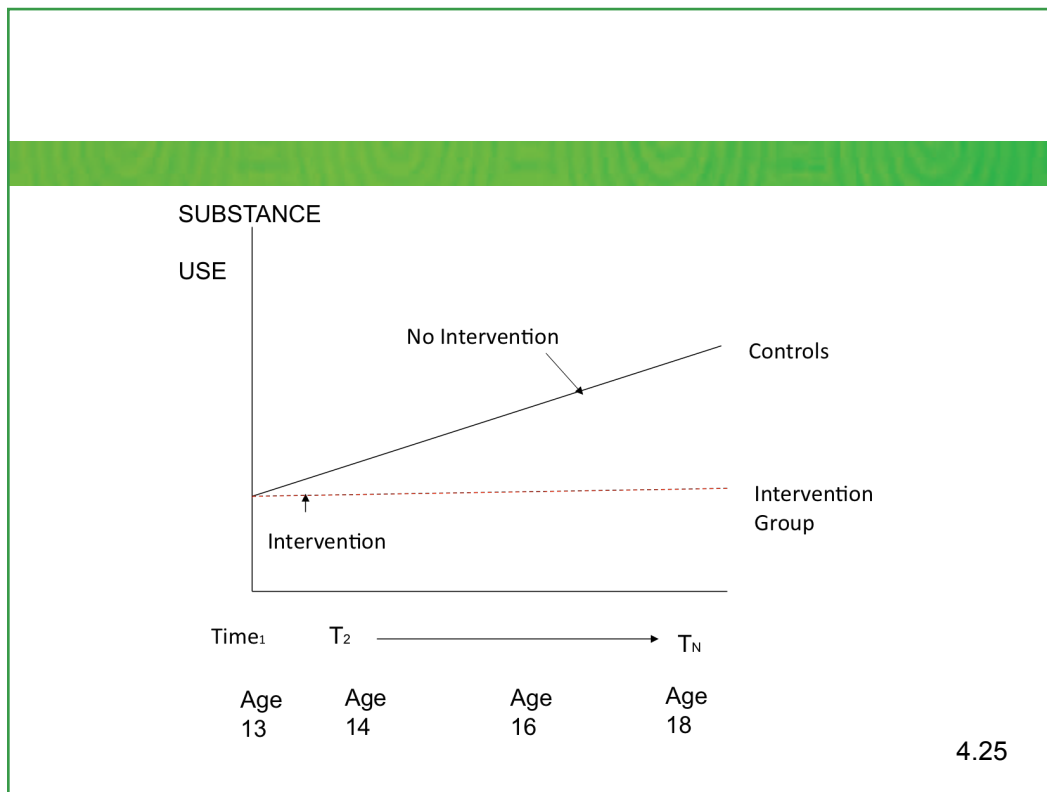 SUBSTANCE
USE
No Intervention
Controls
Intervention
Group
Intervention
Time1
T2
TN
Age
13
Age
14
Age
16
Age
18
4.25